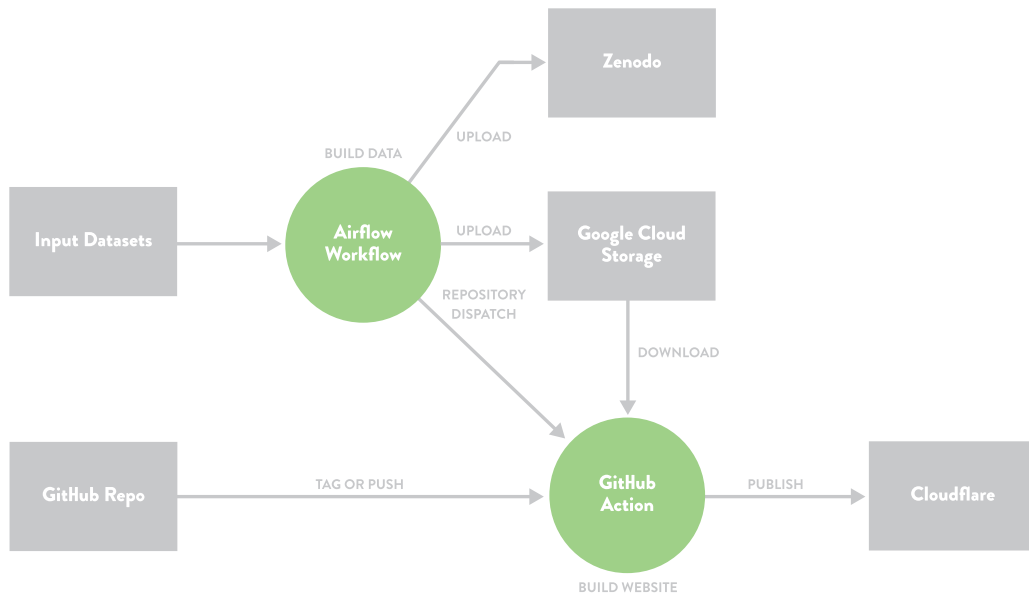 Zenodo
UPLOAD
BUILD DATA
Input Datasets
Airflow
Workflow
UPLOAD
Google Cloud
Storage
REPOSITORY
DISPATCH
DOWNLOAD
GitHub Repo
TAG OR PUSH
GitHub
Action
PUBLISH
Cloudflare
BUILD WEBSITE